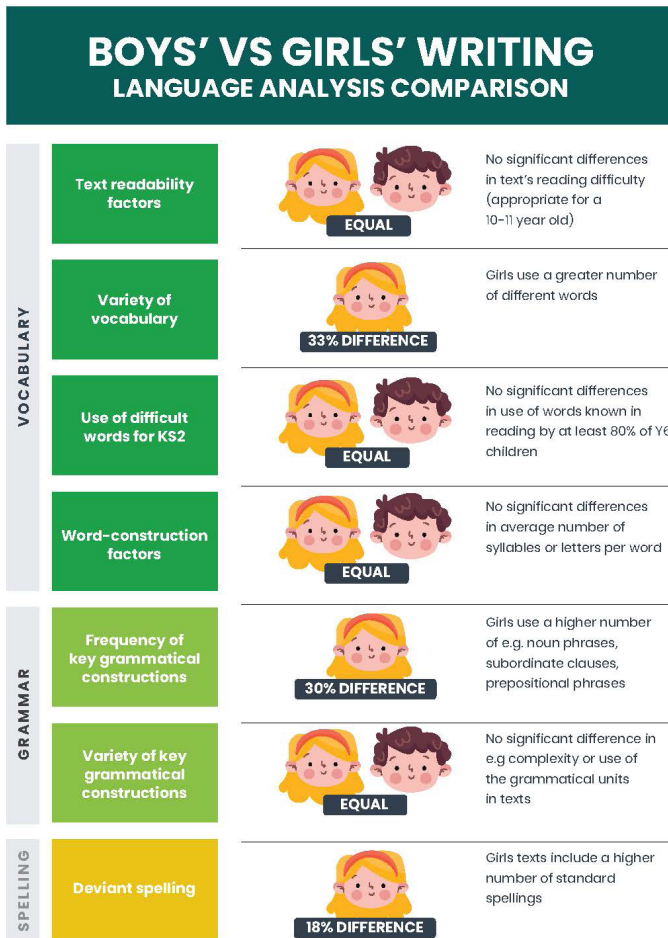 BOYS' VS GIRLS' WRITING
LANGUAGE ANALYSIS COMPARISON
VOCABULARY
Text readability
factors
EQUAL
No significant differences
in text's reading difficulty
(appropriate for a
10-11 year old)
Variety of
vocabulary
33% DIFFERENCE
Girls use a greater number
of different words
Use of difficult
words for KS2
EQUAL
No significant differences
in use of words known in
reading by at least 80% of Y6
children
Word-construction
factors
EQUAL
No significant differences
in average number of
syllables or letters per word
GRAMMAR
Frequency of
key grammatical
constructions
30% DIFFERENCE
Girls use a higher number
of e.g. noun phrases,
subordinate clauses,
prepositional phrases
Variety of key
grammatical
constructions
EQUAL
No significant difference in
e.g complexity or use of
the grammatical units
in texts
SPELLING
Deviant spelling
18% DIFFERENCE
Girls texts include a higher
number of standard
spellings